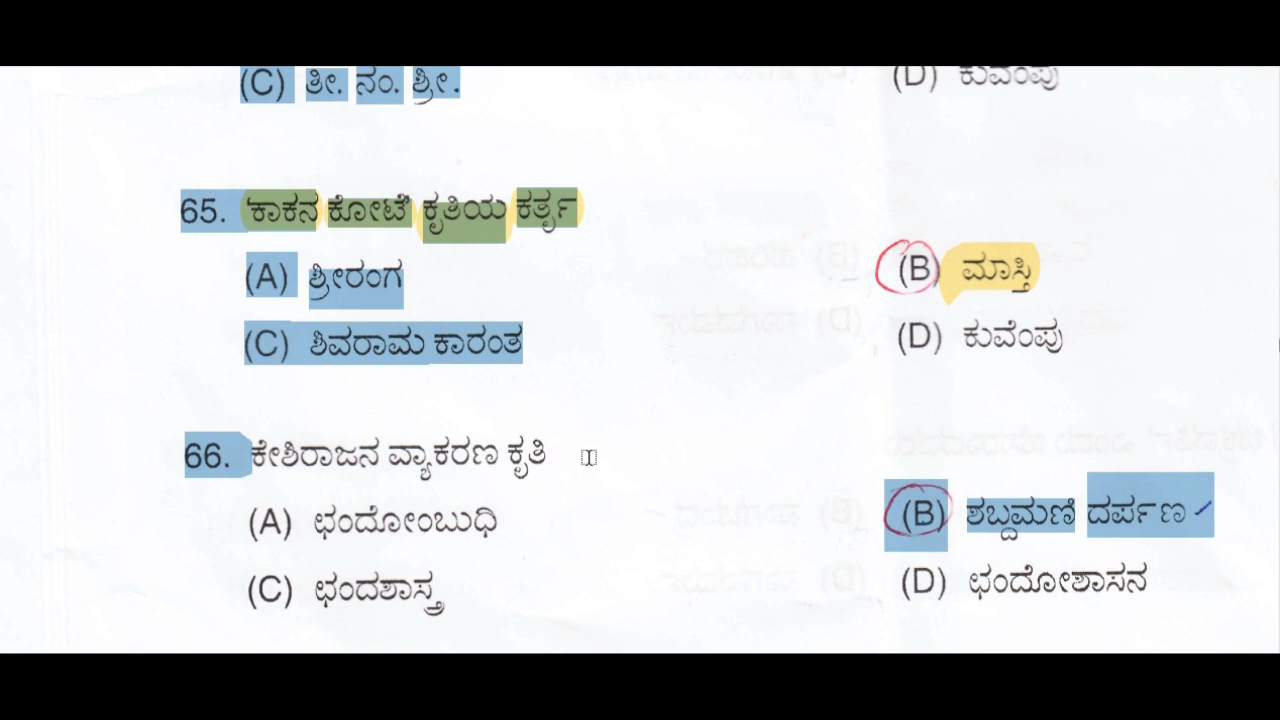 (C) ತೀ. ನಂ. ಶ್ರೀ. (D) ಕುವೆಂಪು
65. ಕಾಕನ ಕೋಟೆ ಕೃತಿಯ ಕರ್ತೃ
(A) ಶ್ರೀರಂಗ (B) ಮಾಸ್ತಿ
(C) ಶಿವರಾಮ ಕಾರಂತ (D) ಕುವೆಂಪು
66. ಕೇಶಿರಾಜನ ವ್ಯಾಕರಣ ಕೃತಿ
(A) ಛಂದೋಂಬುಧಿ (B) ಶಬ್ದಮಣಿ ದರ್ಪಣ
(C) ಛಂದಶಾಸ್ತ್ರ (D) ಛಂದೋಶಾಸನ